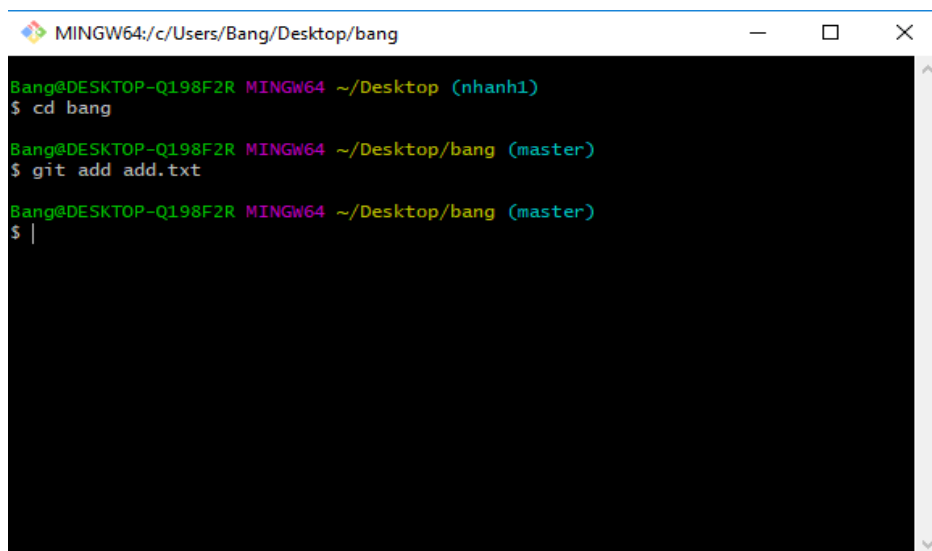 MINGW64:/c/Users/Bang/Desktop/bang
Bang@DESKTOP-Q198F2R MINGW64 ~/Desktop (nhanh1)
$ cd bang
Bang@DESKTOP-Q198F2R MINGW64 ~/Desktop/bang (master)
$ git add add.txt
Bang@DESKTOP-Q198F2R MINGW64 ~/Desktop/bang (master)
$